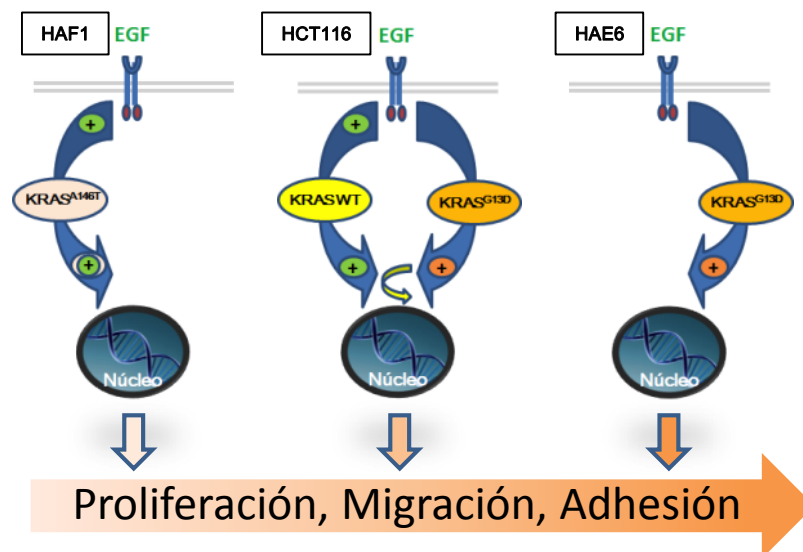 HAF1 EGF
HCT116 EGF
HAE6 EGF
+
+
KRASA146T
KRASWT
KRASG13D
KRASG13D
+
+
+
+
Núcleo
Núcleo
Núcleo
Proliferación, Migración, Adhesión